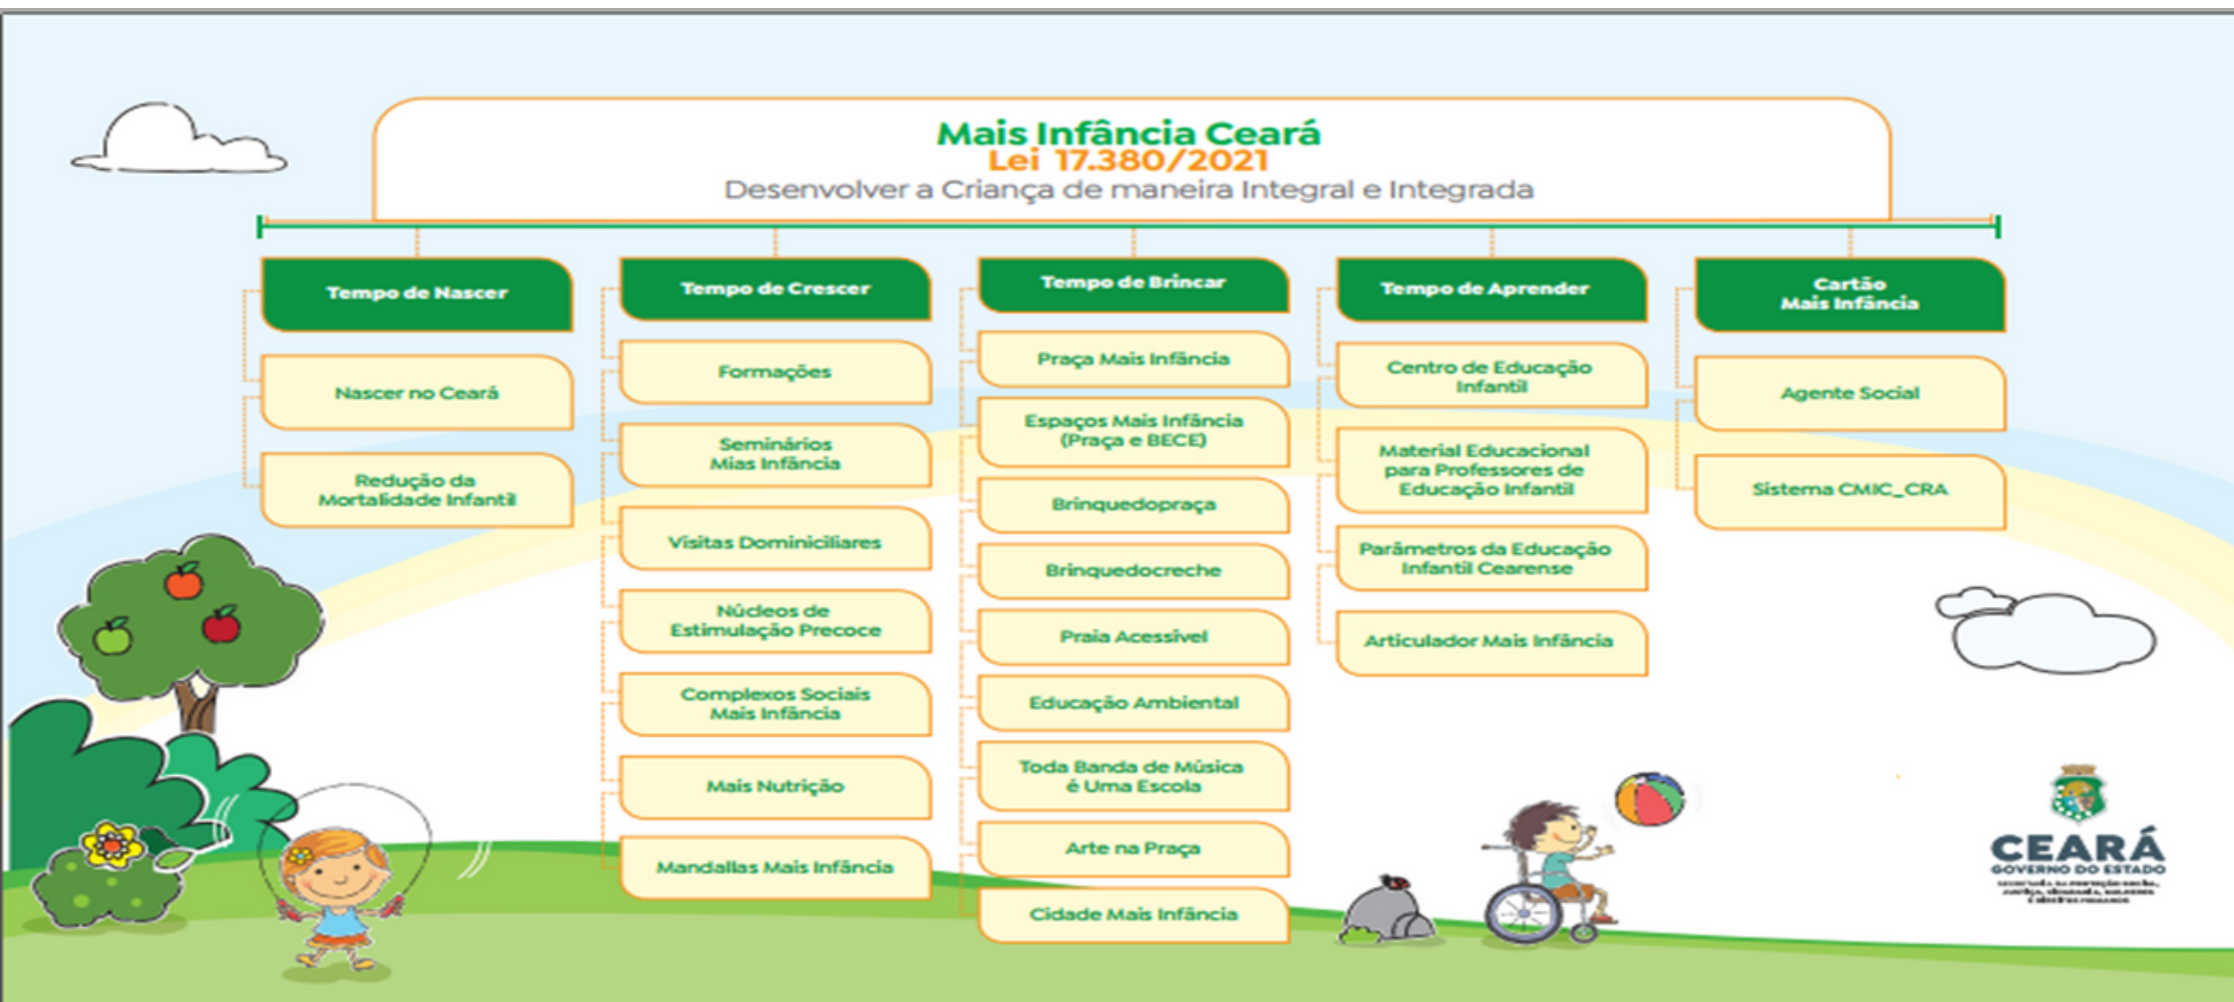 Mais Infância Ceará
Lei 17.380/2021
Desenvolver a Criança de maneira Integral e Integrada
Tempo de Nascer
Nascer no Ceará
Redução da
Mortalidade Infantil
Tempo de Crescer
Formações
Seminários
Mias Infância
Visitas Dominiciliares
Núcleos de
Estimulação Precoce
Complexos Sociais
Mais Infância
Mais Nutrição
Mandallas Mais Infância
Tempo de Brincar
Praça Mais Infância
Espaços Mais Infância
(Praça e BECE)
Brinquedopraça
Brinquedocreche
Praia Acessível
Educação Ambiental
Toda Banda de Música
é Uma Escola
Arte na Praça
Cidade Mais Infância
Tempo de Aprender
Centro de Educação
Infantil
Material Educacional
para Professores de
Educação Infantil
Parâmetros da Educação
Infantil Cearense
Articulador Mais Infância
Cartão
Mais Infância
Agente Social
Sistema CMIC_CRA
CEARÁ
GOVERNO DO ESTADO